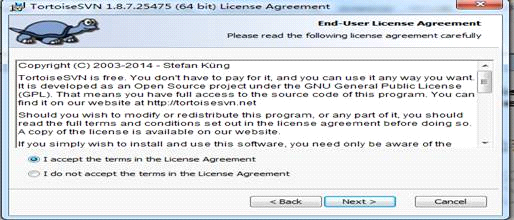 TortoiseSVN 1.8.7.25475 (64 bit) License Agreement
End-User License Agreement
Please read the following license agreement carefully
Copyright (C) 2003-2014 - Stefan Küng
TortoiseSVN is free. You don't have to pay for it, and you can use it any way you want.
It is developed as an Open Source project under the GNU General Public License
(GPL). That means you have full access to the source code of this program. You can
find it on our website at http://tortoisesvn.net
Should you wish to modify or redistribute this program, or any part of it, you should
read the full terms and conditions set out in the license agreement before doing so.
A copy of the license is available on our website.
If you simply wish to install and use this software, you need only be aware of the
I accept the terms in the License Agreement
I do not accept the terms in the License Agreement
< Back
Next >
Cancel